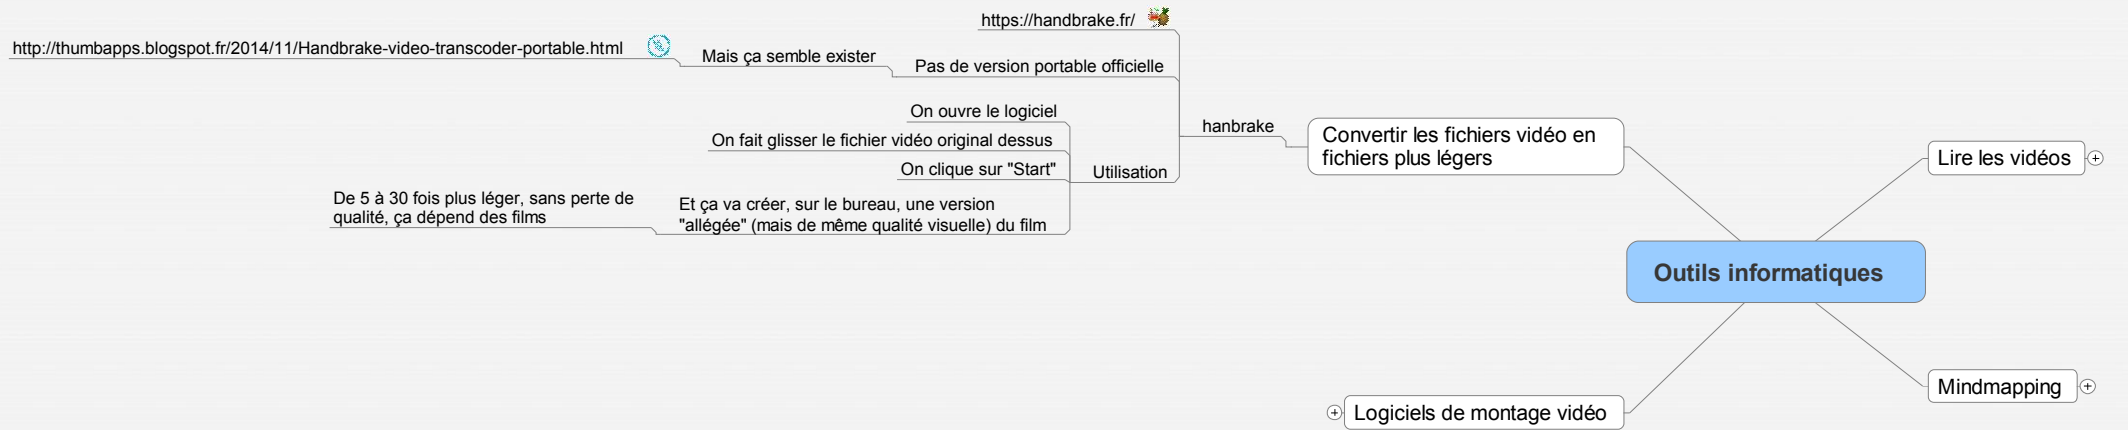 https://handbrake.fr/
http://thumbapps.blogspot.fr/2014/11/Handbrake-video-transcoder-portable.html
Mais ça semble exister
Pas de version portable officielle
On ouvre le logiciel
On fait glisser le fichier vidéo original dessus
On clique sur "Start"
De 5 à 30 fois plus léger, sans perte de
qualité, ça dépend des films
Et ça va créer, sur le bureau, une version
"allégée" (mais de même qualité visuelle) du film
Utilisation
hanbrake
Convertir les fichiers vidéo en
fichiers plus légers
Lire les vidéos
Outils informatiques
Mindmapping
Logiciels de montage vidéo